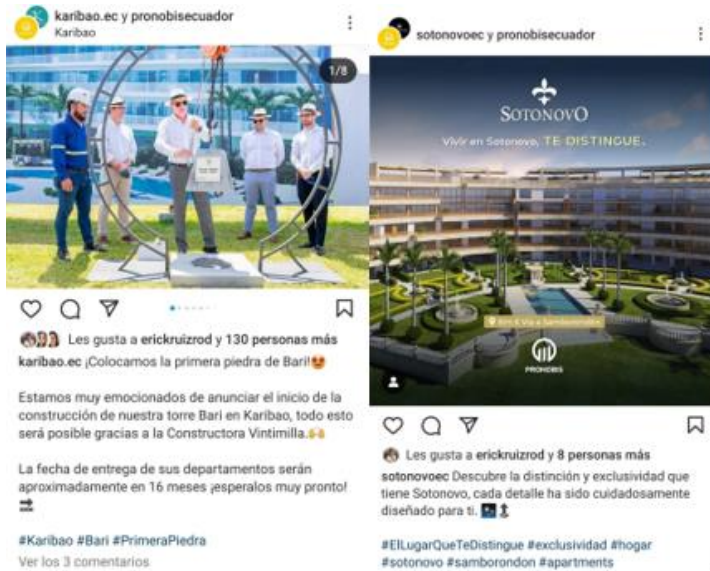 karibao.ec y pronobisecuador
Karibao
1/8
Les gusta a erickruizrod y 130 personas más
karibao.ec ¡Colocamos la primera piedra de Bari!
Estamos muy emocionados de anunciar el inicio de la
construcción de nuestra torre Bari en Karibao, todo esto
será posible gracias a la Constructora Vintimilla.
La fecha de entrega de sus departamentos serán
aproximadamente en 16 meses ¡esperalos muy pronto!
#Karibao #Bari #PrimeraPiedra
Ver los 3 comentarios
sotonovoec y pronobisecuador
SOTONOVO
Vivir en Sotonovo, TE DISTINGUE.
Vía a Samborondón
PRONOBIS
Les gusta a erickruizrod y 8 personas más
sotonovoec Descubre la distinción y exclusividad que
tiene Sotonovo, cada detalle ha sido cuidadosamente
diseñado para ti.
#ElLugarQueTeDistingue #exclusividad #hogar
#sotonovo #samborondon #apartments